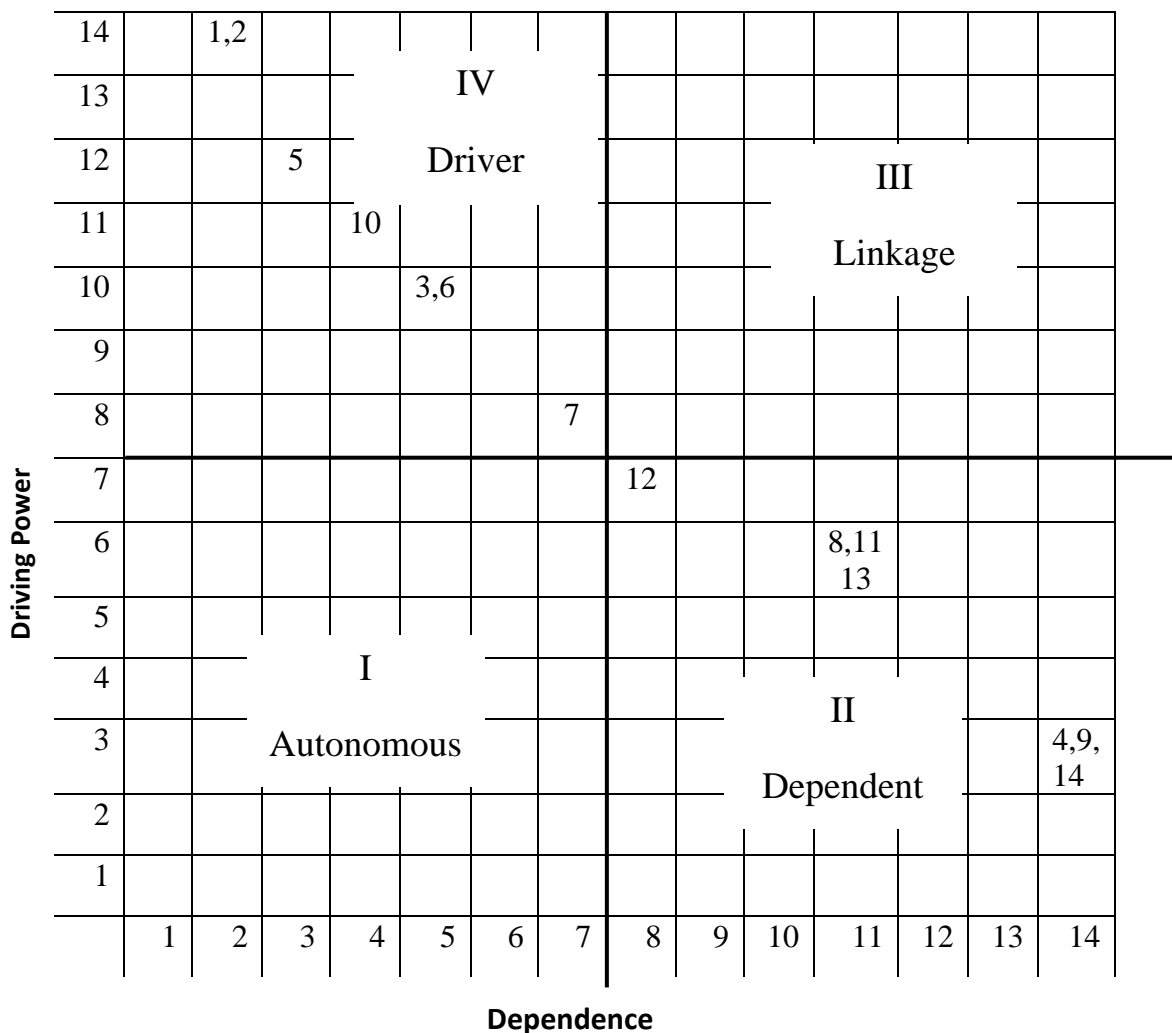 14 1,2
IV
13
12 5 Driver
III
11 10
Linkage
10 3,6
9
8 7
7 12
6 8,11
13
5
I
4
II
3 Autonomous 4,9,
14
Dependent
2
1
1 2 3 4 5 6 7 8 9 10 11 12 13 14
Driving Power
Dependence